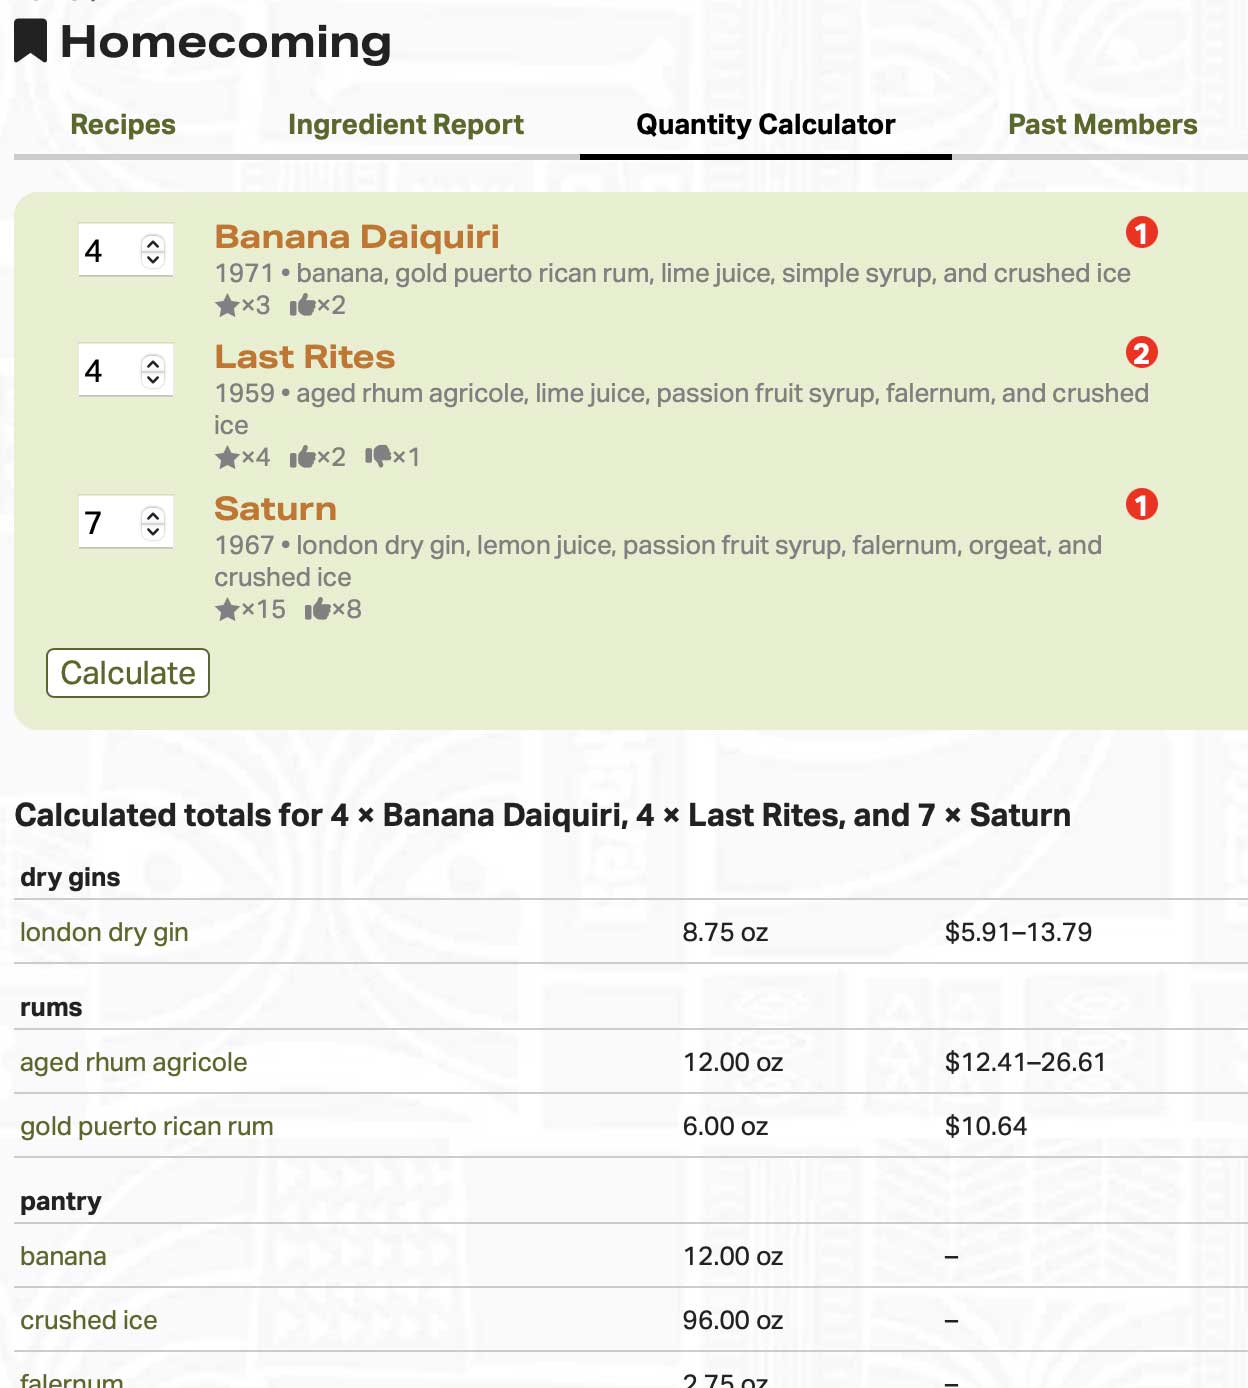 Homecoming
Recipes
Ingredient Report
Quantity Calculator
Past Members
4
Banana Daiquiri
1
1971 • banana, gold puerto rican rum, lime juice, simple syrup, and crushed ice
×3 ×2
4
Last Rites
2
1959 • aged rhum agricole, lime juice, passion fruit syrup, falernum, and crushed
ice
×4 ×2 ×1
7
Saturn
1
1967 • london dry gin, lemon juice, passion fruit syrup, falernum, orgeat, and
crushed ice
×15 ×8
Calculate
Calculated totals for 4 × Banana Daiquiri, 4 × Last Rites, and 7 × Saturn
dry gins
london dry gin 8.75 oz $5.91–13.79
rums
aged rhum agricole 12.00 oz $12.41–26.61
gold puerto rican rum 6.00 oz $10.64
pantry
banana 12.00 oz –
crushed ice 96.00 oz –
falernum 2.75 oz –